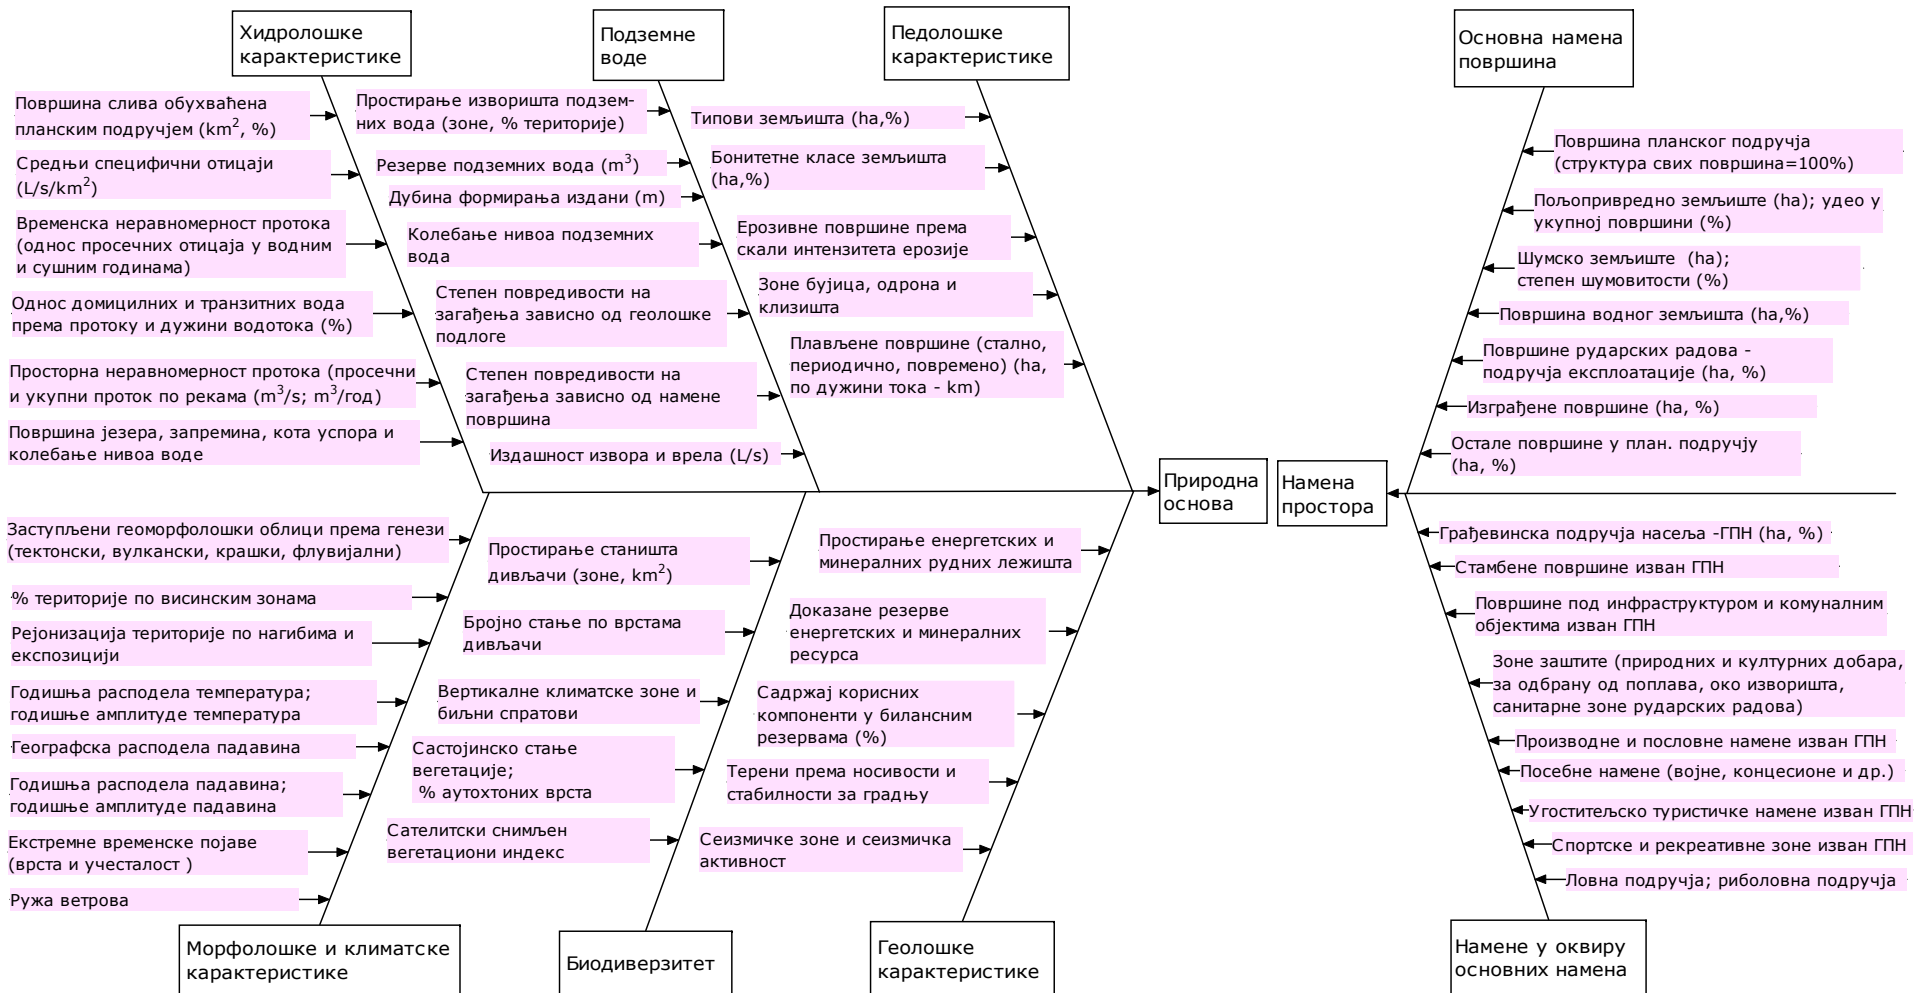 Хидролошке
карактеристике
Површина слива обухваћена
планским подручјем (km², %)
Средњи специфични отицаји
(L/s/km²)
Временска неравномерност протока
(однос просечних отицаја у водним
и сушним годинама)
Однос домицилних и транзитних вода
према протоку и дужини водотока (%)
Просторна неравномерност протока (просечни
и укупни проток по рекама (m³/s; m³/год)
Површина језера, запремина, кота успора и
колебање нивоа воде
Подземне
воде
Простирање изворишта подзем-
них вода (зоне, % територије)
Резерве подземних вода (m³)
Дубина формирања издани (m)
Колебање нивоа подземних
вода
Степен повредивости на
загађења зависно од геолошке
подлоге
Степен повредивости на
загађења зависно од намене
површина
Издашност извора и врела (L/s)
Педолошке
карактеристике
Типови земљишта (ha,%)
Бонитетне класе земљишта
(ha,%)
Ерозивне површине према
скали интензитета ерозије
Зоне бујица, одрона и
клизишта
Плављене површине (стално,
периодично, повремено) (ha,
по дужини тока - km)
Природна
основа
Заступљени геоморфолошки облици према генези
(тектонски, вулкански, крашки, флувијални)
% територије по висинским зонама
Рејонизација територије по нагибима и
експозицији
Годишња расподела температура;
годишње амплитуде температура
Географска расподела падавина
Годишња расподела падавина;
годишње амплитуде падавина
Екстремне временске појаве
(врста и учесталост )
Ружа ветрова
Морфолошке и климатске
карактеристике
Простирање станишта
дивљачи (зоне, km²)
Бројно стање по врстама
дивљачи
Вертикалне климатске зоне и
биљни спратови
Састојинско стање
вегетације;
% аутохтоних врста
Сателитски снимљен
вегетациони индекс
Биодиверзитет
Простирање енергетских и
минералних рудних лежишта
Доказане резерве
енергетских и минералних
ресурса
Садржај корисних
компоненти у билансним
резервама (%)
Терени према носивости и
стабилности за градњу
Сеизмичке зоне и сеизмичка
активност
Геолошке
карактеристике
Основна намена
површина
Површина планског подручја
(структура свих површина=100%)
Пољопривредно земљиште (ha); удео у
укупној површини (%)
Шумско земљиште (ha);
степен шумовитости (%)
Површина водног земљишта (ha,%)
Површине рударских радова -
подручја експлоатације (ha, %)
Изграђене површине (ha, %)
Остале површине у план. подручју
(ha, %)
Намена
простора
Грађевинска подручја насеља -ГПН (ha, %)
Стамбене површине изван ГПН
Површине под инфраструктуром и комуналним
објектима изван ГПН
Зоне заштите (природних и културних добара,
за одбрану од поплава, око изворишта,
санитарне зоне рударских радова)
Производне и пословне намене изван ГПН
Посебне намене (војне, концесионе и др.)
Угоститељско туристичке намене изван ГПН
Спортске и рекреативне зоне изван ГПН
Ловна подручја; риболовна подручја
Намене у оквиру
основних намена